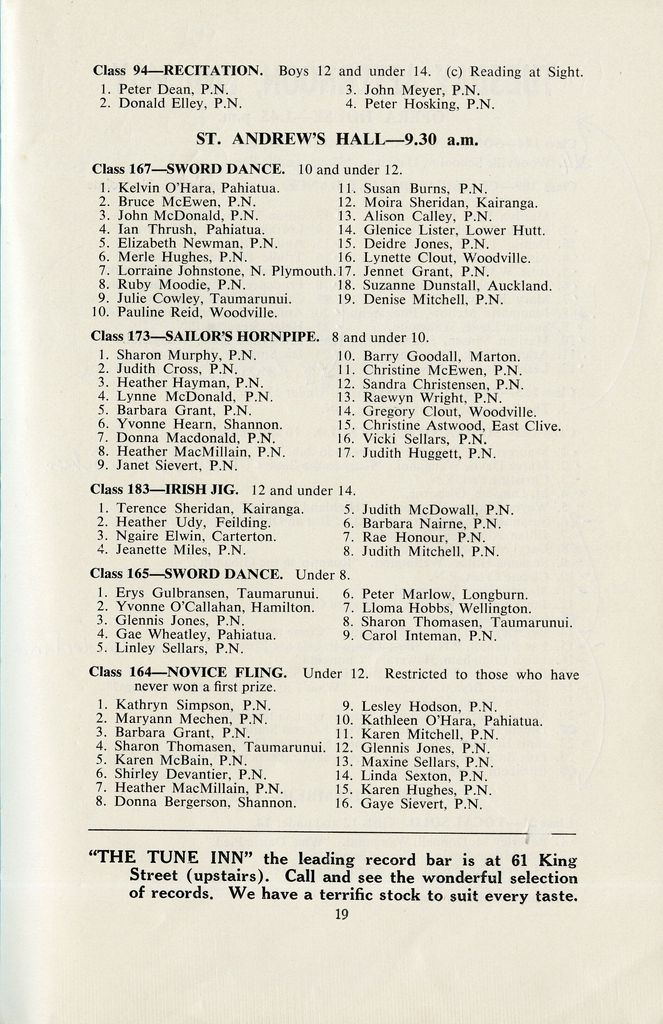 Class 94—RECITATION. Boys 12 and under 14. (c) Reading at Sight.
1. Peter Dean, P.N.
2. Donald Elley, P.N.
3. John Meyer, P.N.
4. Peter Hosking, P.N.
ST. ANDREW'S HALL—9.30 a.m.
Class 167—SWORD DANCE. 10 and under 12.
1. Kelvin O'Hara, Pahiatua.
2. Bruce McEwen, P.N.
3. John McDonald, P.N.
4. Ian Thrush, Pahiatua.
5. Elizabeth Newman, P.N.
6. Merle Hughes, P.N.
7. Lorraine Johnstone, N. Plymouth.
8. Ruby Moodie, P.N.
9. Julie Cowley, Taumarunui.
10. Pauline Reid, Woodville.
11. Susan Burns, P.N.
12. Moira Sheridan, Kairanga.
13. Alison Calley, P.N.
14. Glenice Lister, Lower Hutt.
15. Deidre Jones, P.N.
16. Lynette Clout, Woodville.
17. Jennet Grant, P.N.
18. Suzanne Dunstall, Auckland.
19. Denise Mitchell, P.N.
Class 173—SAILOR'S HORNPIPE. 8 and under 10.
1. Sharon Murphy, P.N.
2. Judith Cross, P.N.
3. Heather Hayman, P.N.
4. Lynne McDonald, P.N.
5. Barbara Grant, P.N.
6. Yvonne Hearn, Shannon.
7. Donna Macdonald, P.N.
8. Heather MacMillain, P.N.
9. Janet Sievert, P.N.
10. Barry Goodall, Marton.
11. Christine McEwen, P.N.
12. Sandra Christensen, P.N.
13. Raewyn Wright, P.N.
14. Gregory Clout, Woodville.
15. Christine Astwood, East Clive.
16. Vicki Sellars, P.N.
17. Judith Huggett, P.N.
Class 183—IRISH JIG. 12 and under 14.
1. Terence Sheridan, Kairanga.
2. Heather Udy, Feilding.
3. Ngaire Elwin, Carterton.
4. Jeanette Miles, P.N.
5. Judith McDowall, P.N.
6. Barbara Nairne, P.N.
7. Rae Honour, P.N.
8. Judith Mitchell, P.N.
Class 165—SWORD DANCE. Under 8.
1. Erys Gulbransen, Taumarunui.
2. Yvonne O'Callahan, Hamilton.
3. Glennis Jones, P.N.
4. Gae Wheatley, Pahiatua.
5. Linley Sellars, P.N.
6. Peter Marlow, Longburn.
7. Lloma Hobbs, Wellington.
8. Sharon Thomasen, Taumarunui.
9. Carol Inteman, P.N.
Class 164—NOVICE FLING. Under 12. Restricted to those who have
never won a first prize.
1. Kathryn Simpson, P.N.
2. Maryann Mechen, P.N.
3. Barbara Grant, P.N.
4. Sharon Thomasen, Taumarunui.
5. Karen McBain, P.N.
6. Shirley Devantier, P.N.
7. Heather MacMillain, P.N.
8. Donna Bergerson, Shannon.
9. Lesley Hodson, P.N.
10. Kathleen O'Hara, Pahiatua.
11. Karen Mitchell, P.N.
12. Glennis Jones, P.N.
13. Maxine Sellars, P.N.
14. Linda Sexton, P.N.
15. Karen Hughes, P.N.
16. Gaye Sievert, P.N.
"THE TUNE INN" the leading record bar is at 61 King
Street (upstairs). Call and see the wonderful selection
of records. We have a terrific stock to suit every taste.
19